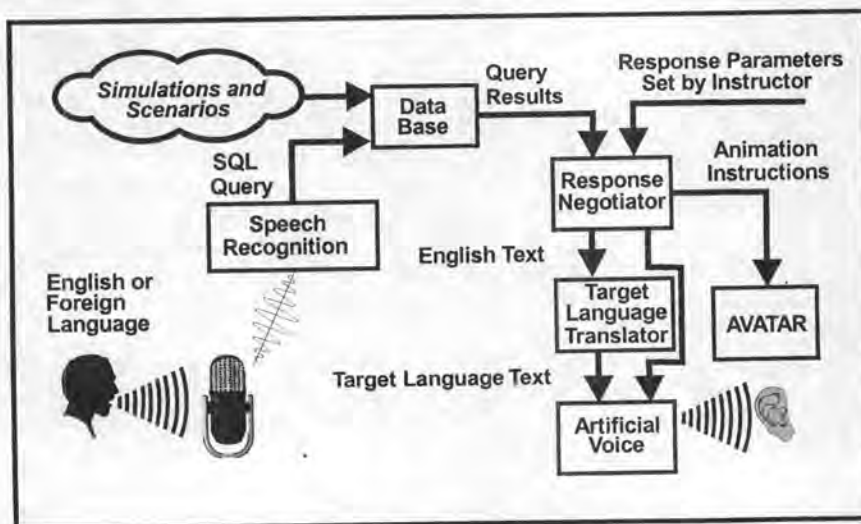 Simulations and
Scenarios
Data
Base
Query
Results
Response Parameters
Set by Instructor
SQL
Query
Speech
Recognition
Response
Negotiator
Animation
Instructions
English or
Foreign
Language
English Text
Target
Language
Translator
AVATAR
Target Language Text
Artificial
Voice